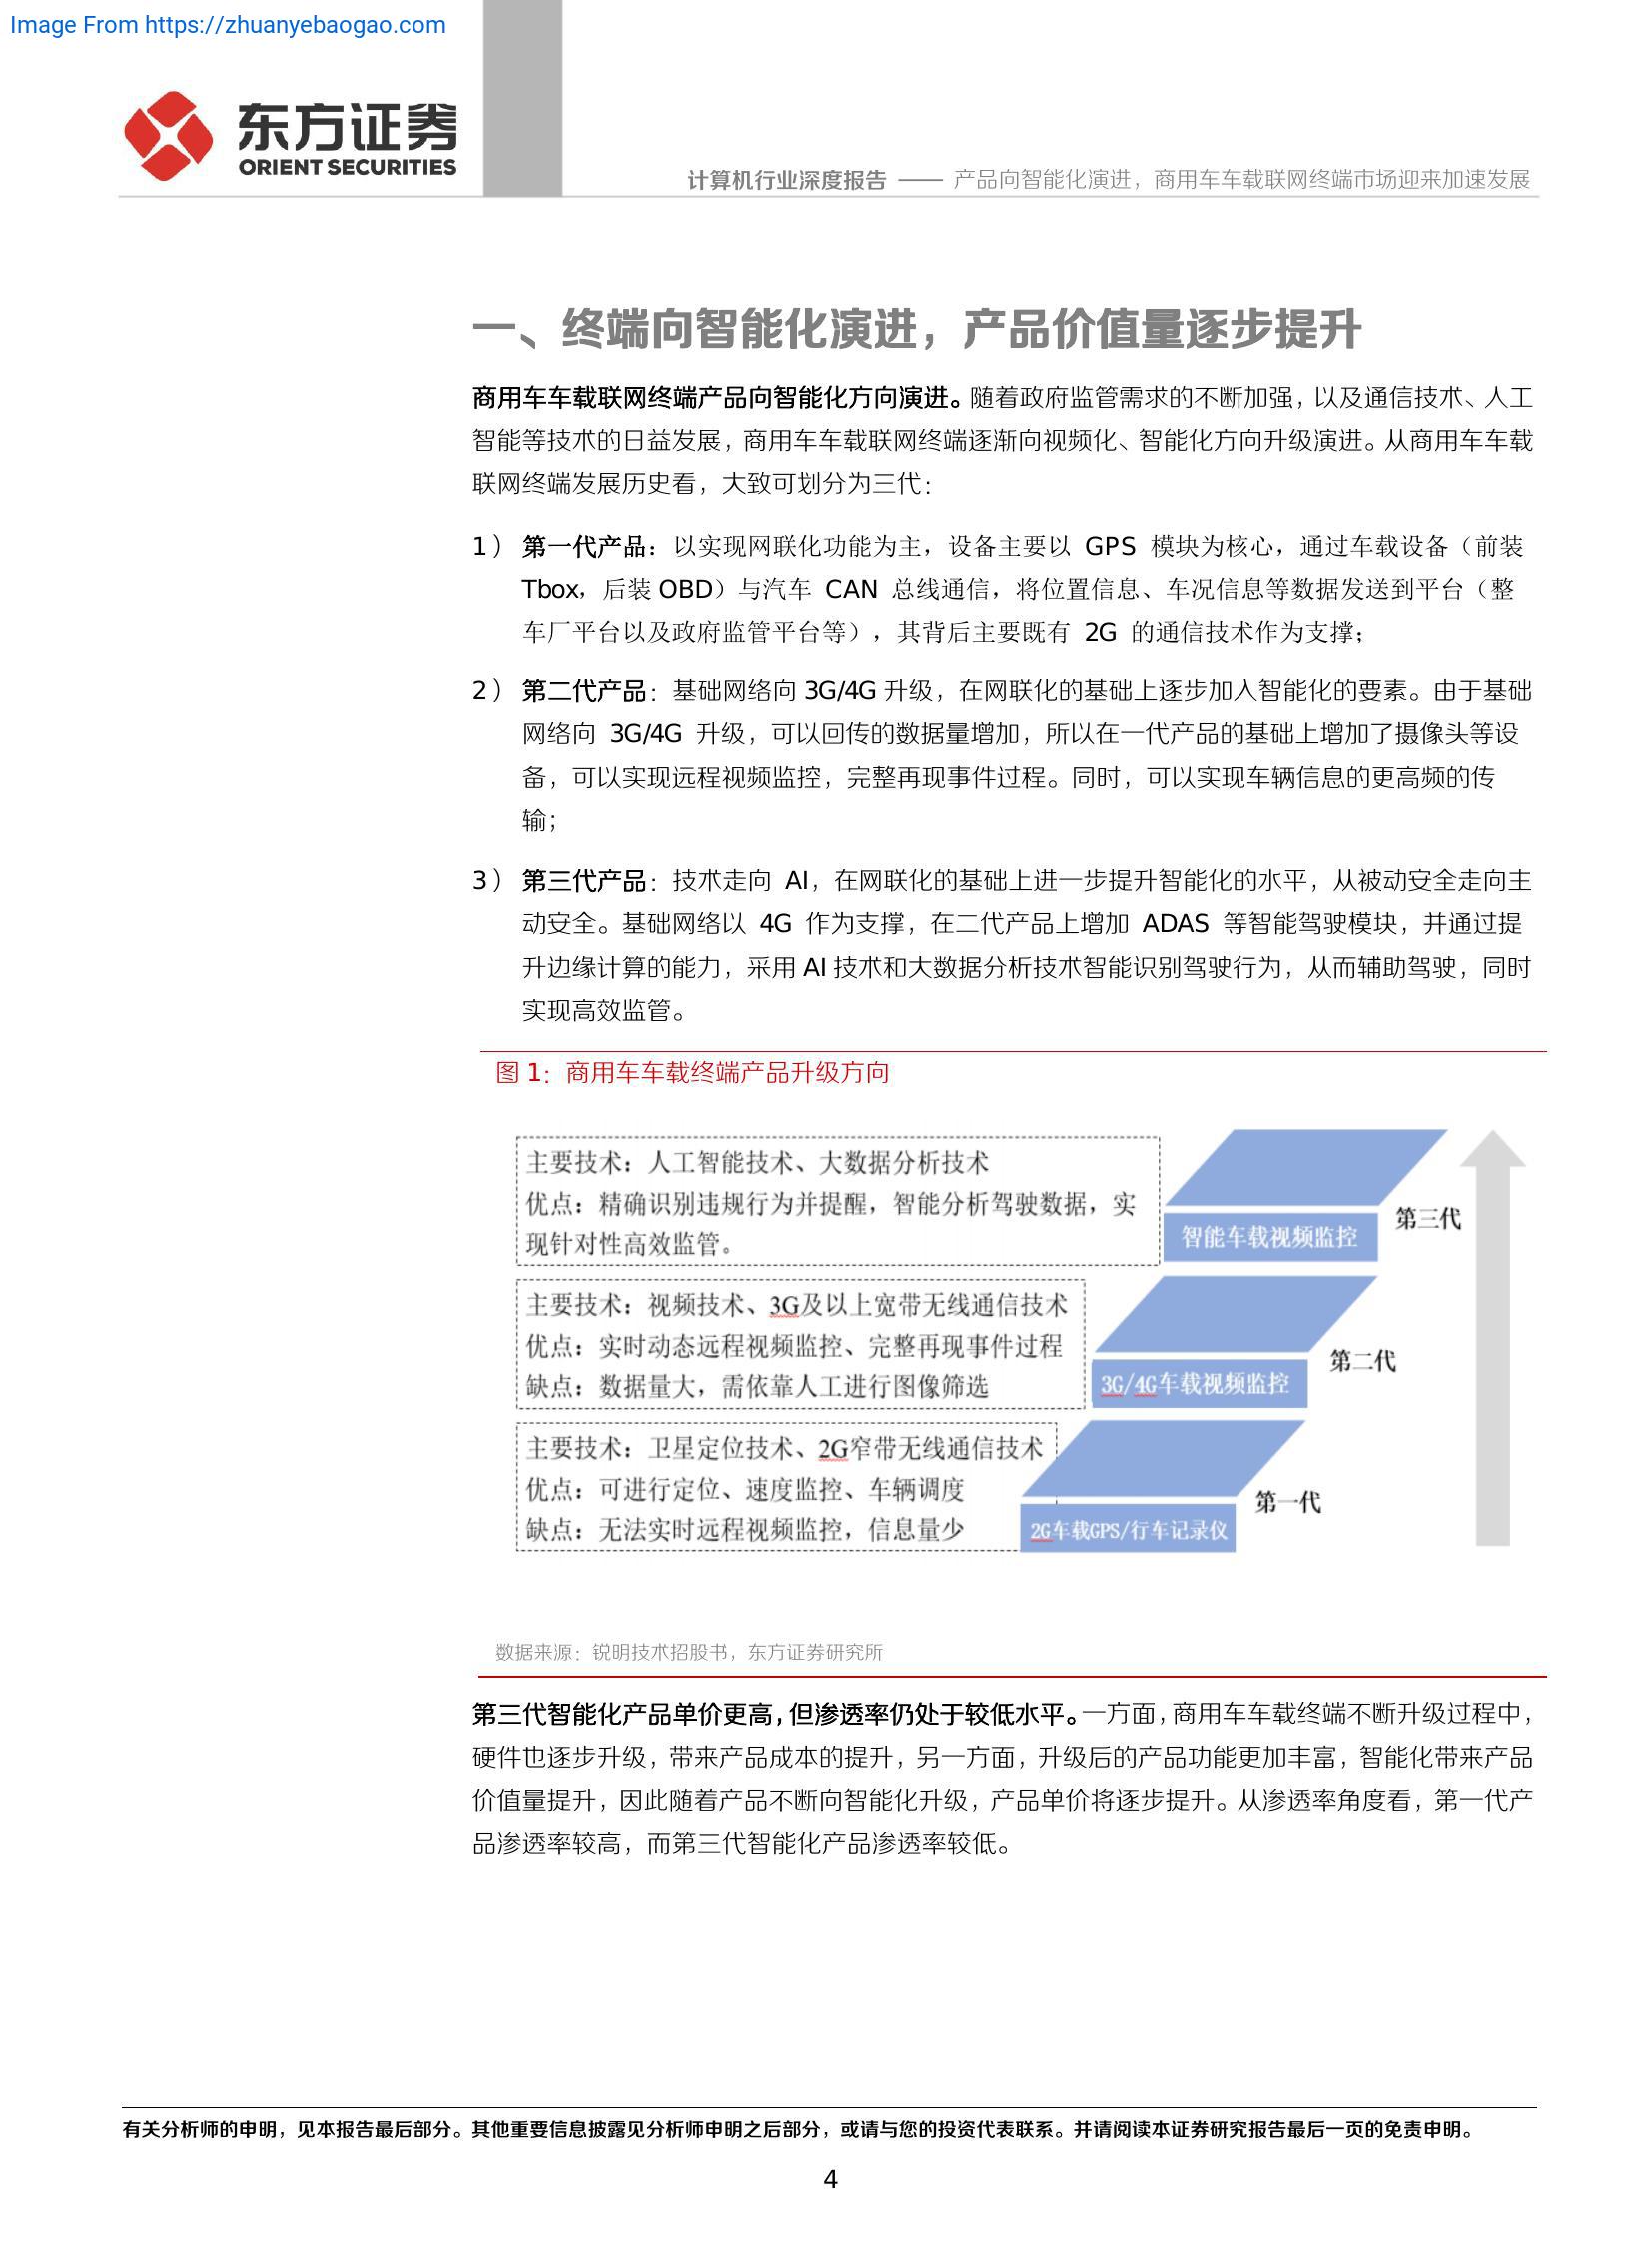 Image From https://zhuanyebaogao.com
东方证券
ORIENT SECURITIES
计算机行业深度报告 —— 产品向智能化演进，商用车车载联网终端市场迎来加速发展
一、终端向智能化演进，产品价值量逐步提升
商用车车载联网终端产品向智能化方向演进。随着政府监管需求的不断加强，以及通信技术、人工
智能等技术的日益发展，商用车车载联网终端逐渐向视频化、智能化方向升级演进。从商用车车载
联网终端发展历史看，大致可划分为三代：
1） 第一代产品：以实现网联化功能为主，设备主要以 GPS 模块为核心，通过车载设备（前装
Tbox，后装 OBD）与汽车 CAN 总线通信，将位置信息、车况信息等数据发送到平台（整
车厂平台以及政府监管平台等），其背后主要既有 2G 的通信技术作为支撑；
2） 第二代产品：基础网络向 3G/4G 升级，在网联化的基础上逐步加入智能化的要素。由于基础
网络向 3G/4G 升级，可以回传的数据量增加，所以在一代产品的基础上增加了摄像头等设
备，可以实现远程视频监控，完整再现事件过程。同时，可以实现车辆信息的更高频的传
输；
3） 第三代产品：技术走向 AI，在网联化的基础上进一步提升智能化的水平，从被动安全走向主
动安全。基础网络以 4G 作为支撑，在二代产品上增加 ADAS 等智能驾驶模块，并通过提
升边缘计算的能力，采用 AI 技术和大数据分析技术智能识别驾驶行为，从而辅助驾驶，同时
实现高效监管。
图 1：商用车车载终端产品升级方向
主要技术：人工智能技术、大数据分析技术
优点：精确识别违规行为并提醒，智能分析驾驶数据，实
现针对性高效监管。
智能车载视频监控
第三代
主要技术：视频技术、3G及以上宽带无线通信技术
优点：实时动态远程视频监控、完整再现事件过程
缺点：数据量大，需依靠人工进行图像筛选
3G/4G车载视频监控
第二代
主要技术：卫星定位技术、2G窄带无线通信技术
优点：可进行定位、速度监控、车辆调度
缺点：无法实时远程视频监控，信息量少
2G车载GPS/行车记录仪
第一代
数据来源：锐明技术招股书，东方证券研究所
第三代智能化产品单价更高，但渗透率仍处于较低水平。一方面，商用车车载终端不断升级过程中，
硬件也逐步升级，带来产品成本的提升，另一方面，升级后的产品功能更加丰富，智能化带来产品
价值量提升，因此随着产品不断向智能化升级，产品单价将逐步提升。从渗透率角度看，第一代产
品渗透率较高，而第三代智能化产品渗透率较低。
有关分析师的申明，见本报告最后部分。其他重要信息披露见分析师申明之后部分，或请与您的投资代表联系。并请阅读本证券研究报告最后一页的免责申明。
4